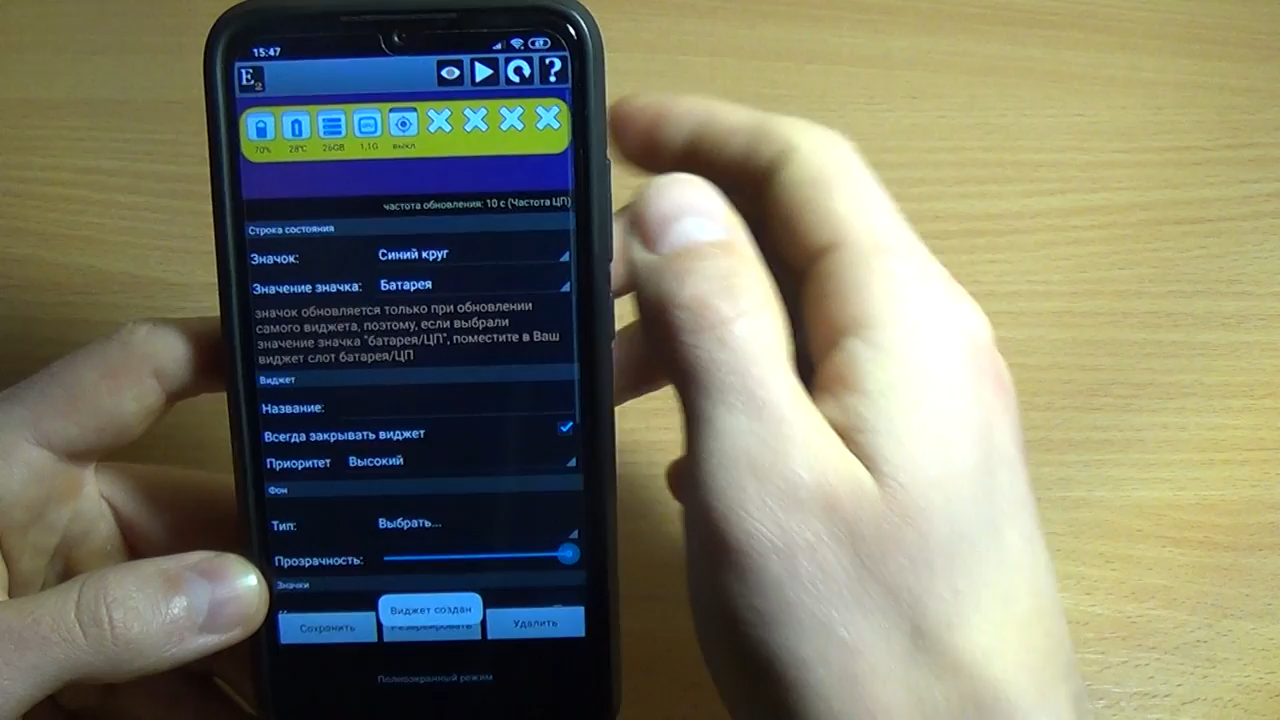 15:47
67
E2
?
70% 28°C 26GB 1,1G выкл
частота обновления: 10 с (Частота ЦП)
Строка состояния
Значок: Синий круг
Значение значка: Батарея
значок обновляется только при обновлении
самого виджета, поэтому, если выбрали
значение значка "батарея/ЦП", поместите в Ваш
виджет слот батарея/ЦП
Виджет
Название:
Всегда закрывать виджет
Приоритет Высокий
Фон
Тип: Выбрать...
Прозрачность:
Значки
Виджет создан
Сохранить Резервировать Удалить
Полноэкранный режим